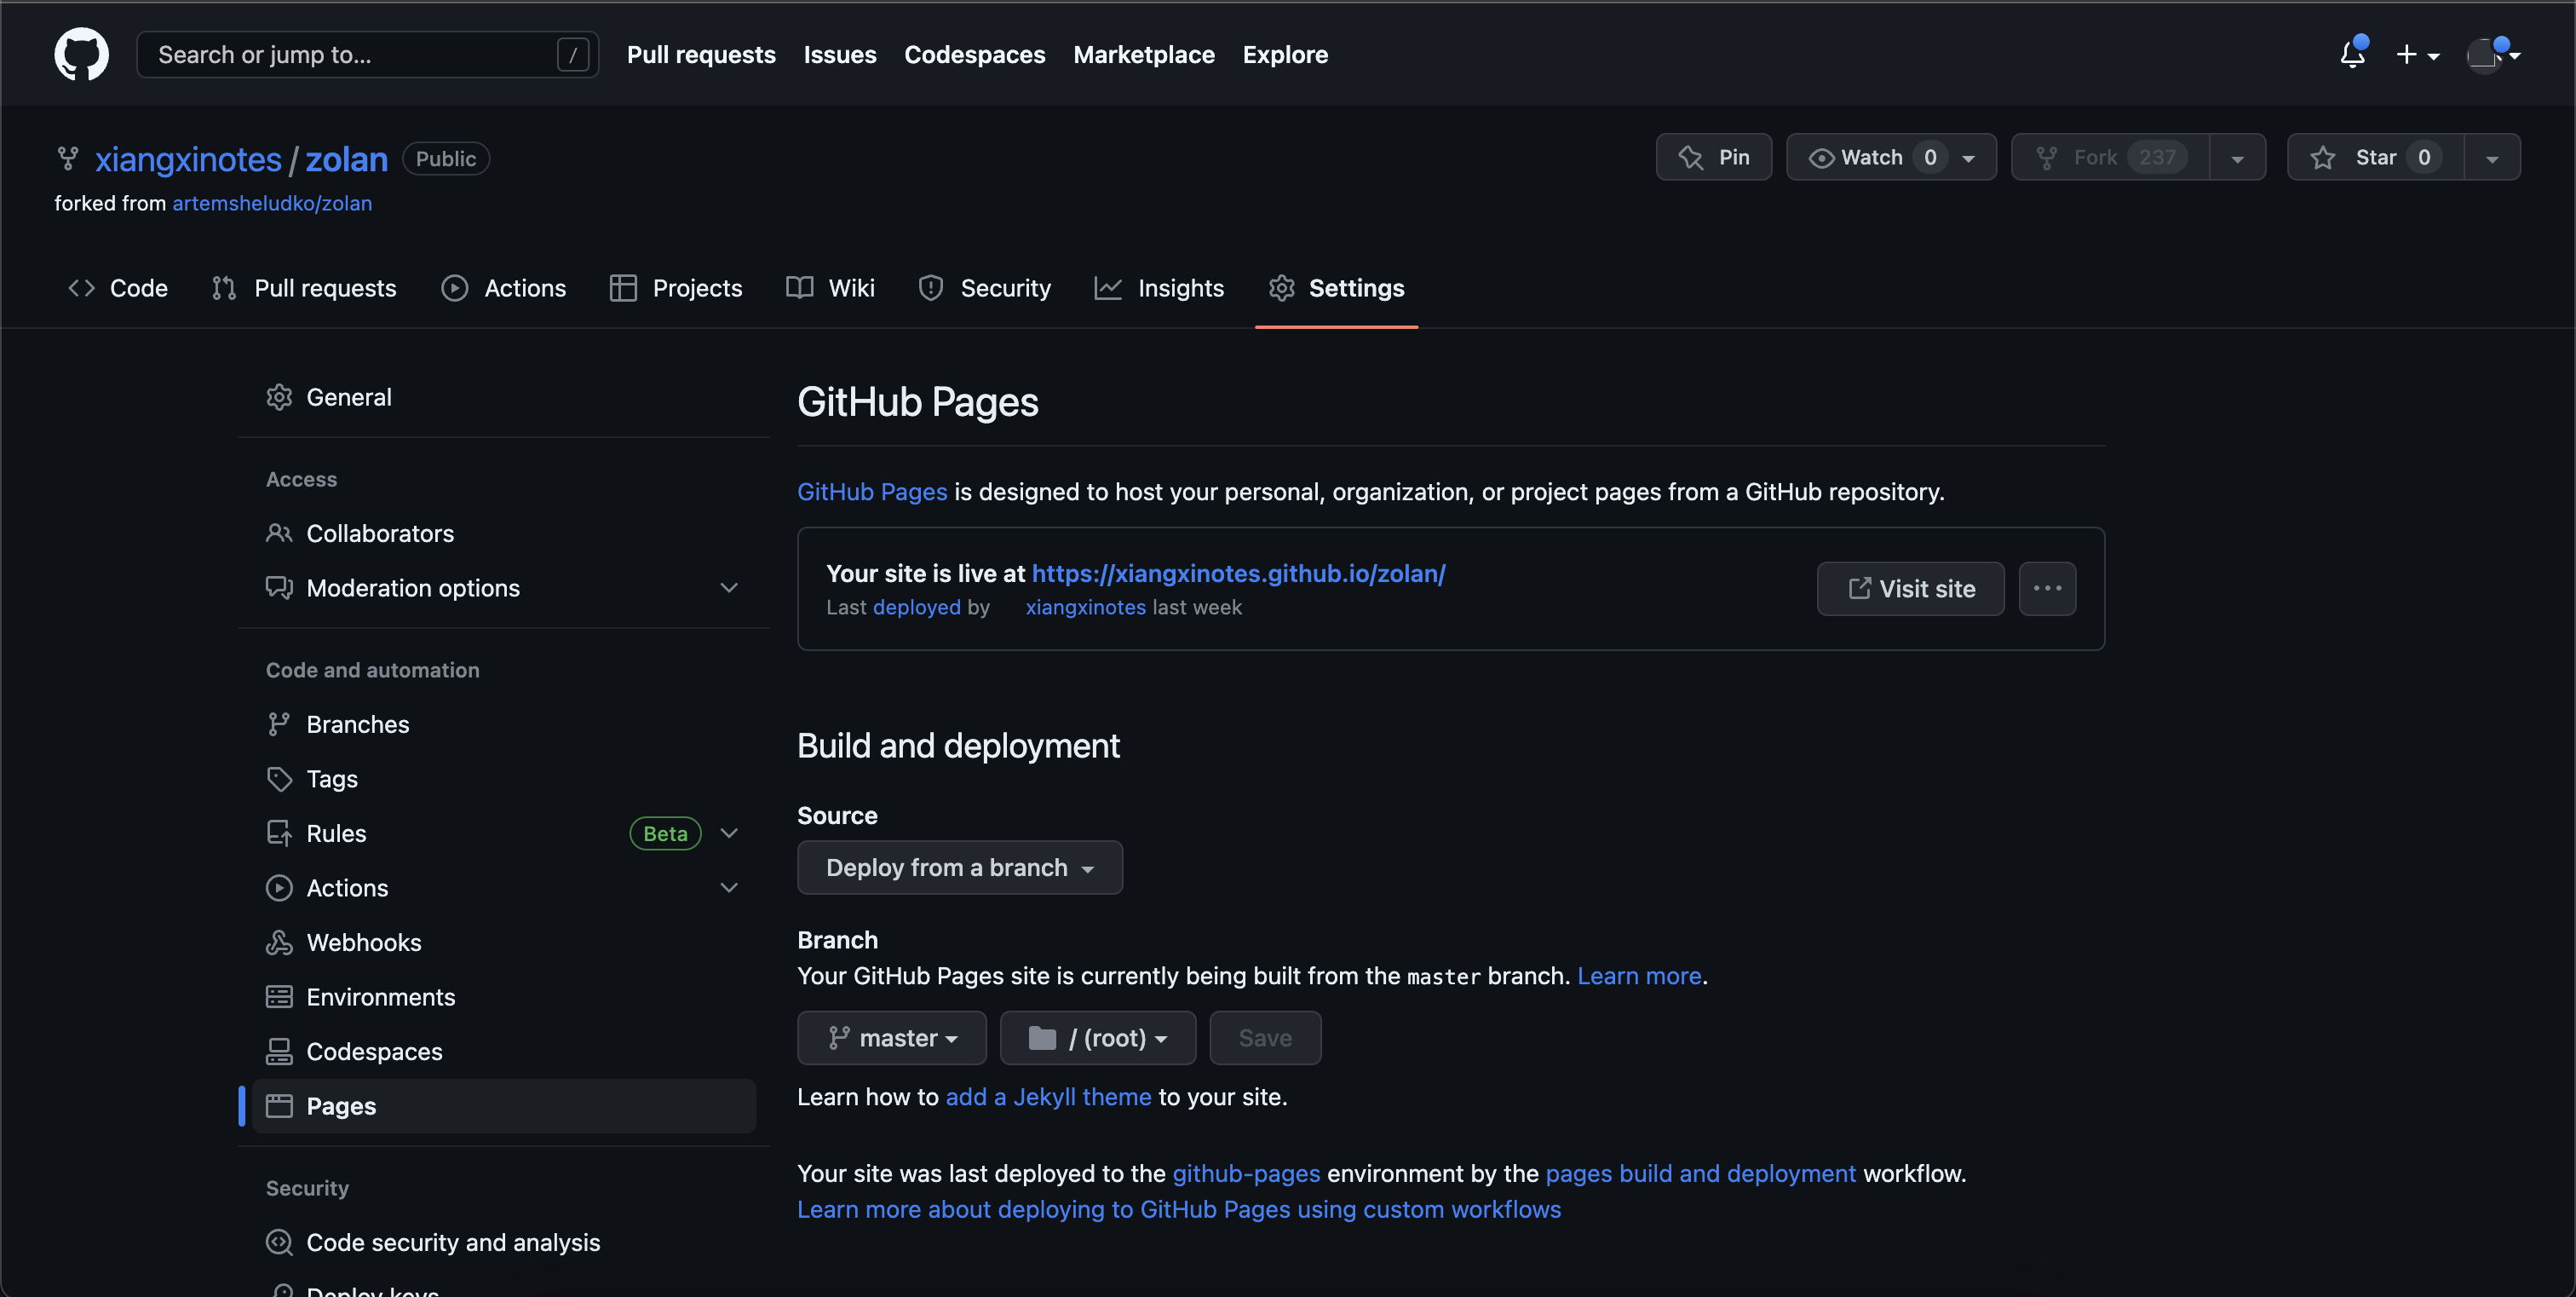 Search or jump to... /
Pull requests Issues Codespaces Marketplace Explore
xiangxinotes / zolan Public
Pin Watch 0 Fork 237 Star 0
forked from artemsheludko/zolan
Code Pull requests Actions Projects Wiki Security Insights Settings
General
Access
Collaborators
Moderation options
Code and automation
Branches
Tags
Rules Beta
Actions
Webhooks
Environments
Codespaces
Pages
Security
Code security and analysis
Deploy keys
GitHub Pages
GitHub Pages is designed to host your personal, organization, or project pages from a GitHub repository.
Your site is live at https://xiangxinotes.github.io/zolan/
Last deployed by xiangxinotes last week
Visit site
Build and deployment
Source
Deploy from a branch
Branch
Your GitHub Pages site is currently being built from the master branch. Learn more.
master / (root) Save
Learn how to add a Jekyll theme to your site.
Your site was last deployed to the github-pages environment by the pages build and deployment workflow.
Learn more about deploying to GitHub Pages using custom workflows